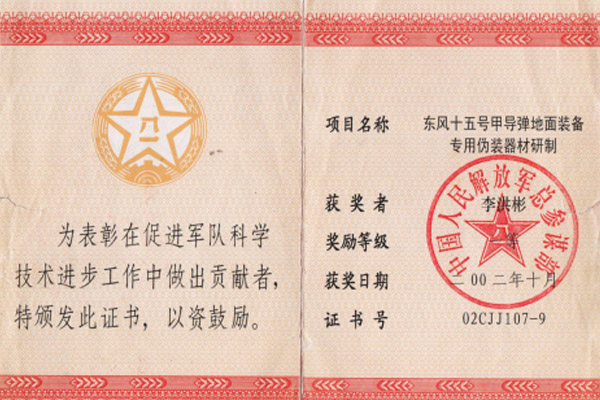 八一
为表彰在促进军队科学
技术进步工作中做出贡献者，
特颁发此证书，以资鼓励。
项目名称 东风十五号甲导弹地面装备
专用伪装器材研制
获奖者 李洪彬
奖励等级 一等
获奖日期 二00二年十月
证书号 02CJJ107-9
中国人民解放军总参谋部
八一